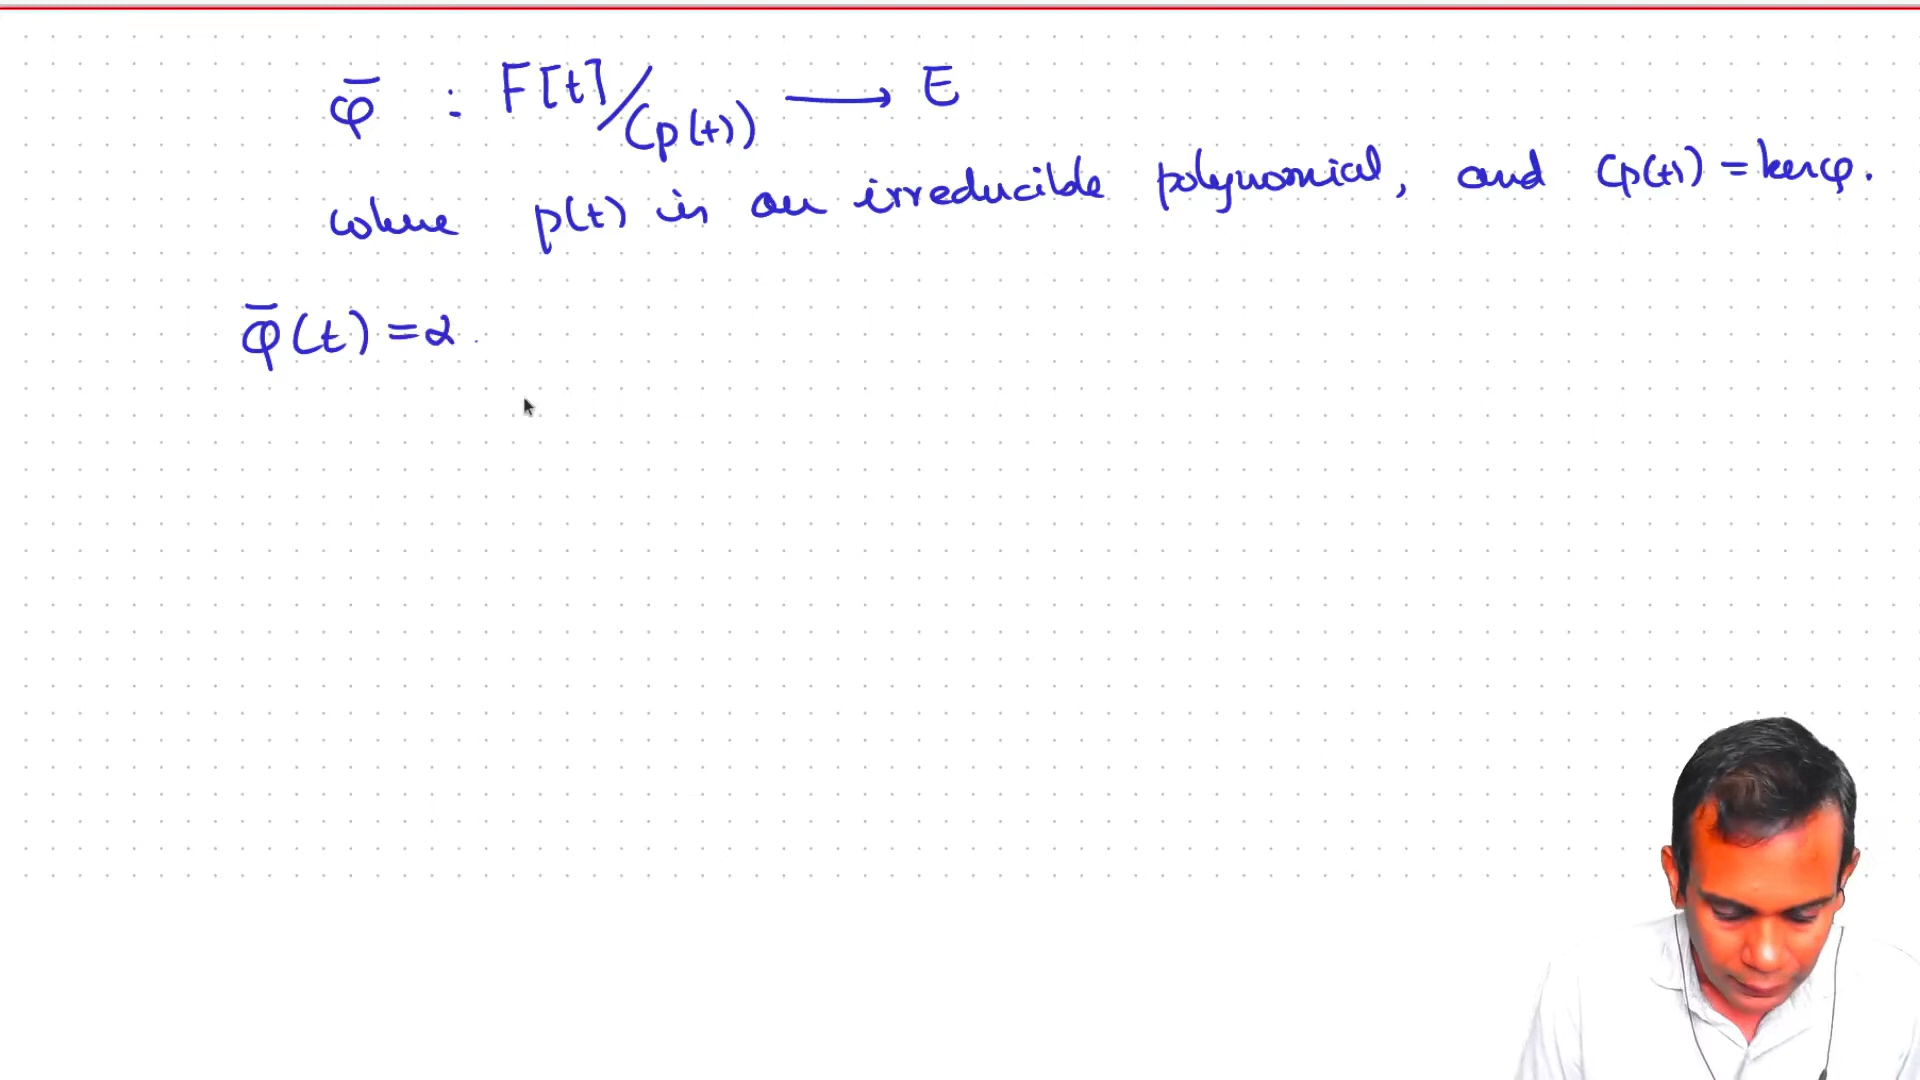 φ̄ : F[t]/(p(t)) ⟶ E
where p(t) is an irreducible polynomial, and (p(t)) = ker φ.
φ̄(t) = α